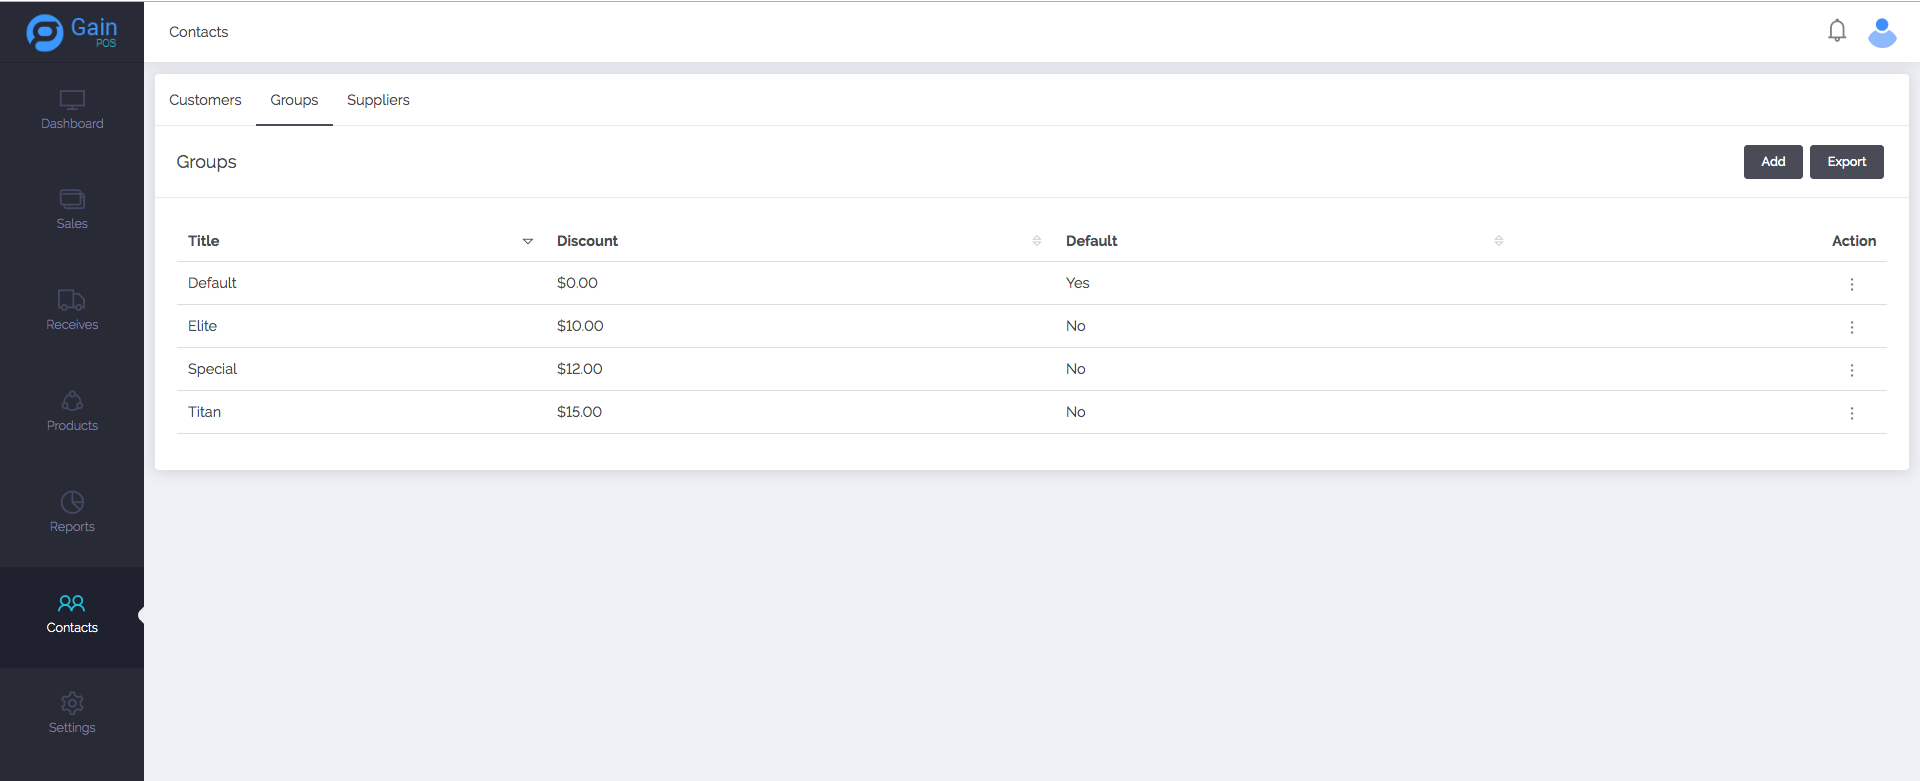 Gain
POS
Contacts
Dashboard
Sales
Receives
Products
Reports
Contacts
Settings
Customers Groups Suppliers
Groups
Add Export
Title Discount Default Action
Default $0.00 Yes
Elite $10.00 No
Special $12.00 No
Titan $15.00 No